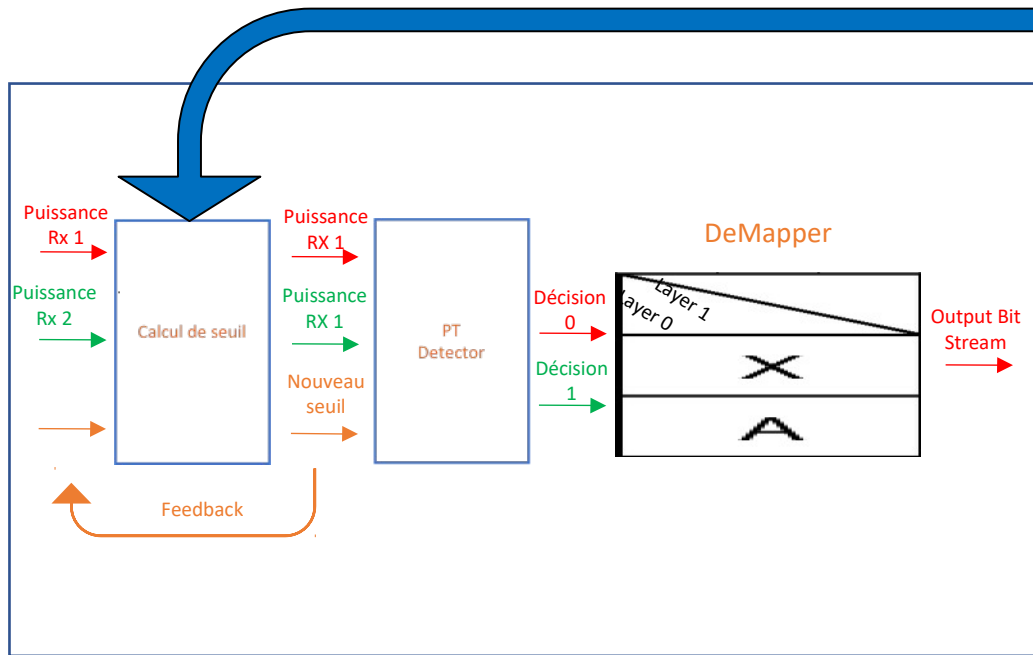 Puissance
Rx 1
Puissance
Rx 2
Calcul de seuil
Feedback
Puissance
RX 1
Puissance
RX 1
Nouveau
seuil
PT
Detector
Décision
0
Décision
1
DeMapper
Layer 1
Layer 0
X
A
Output Bit
Stream